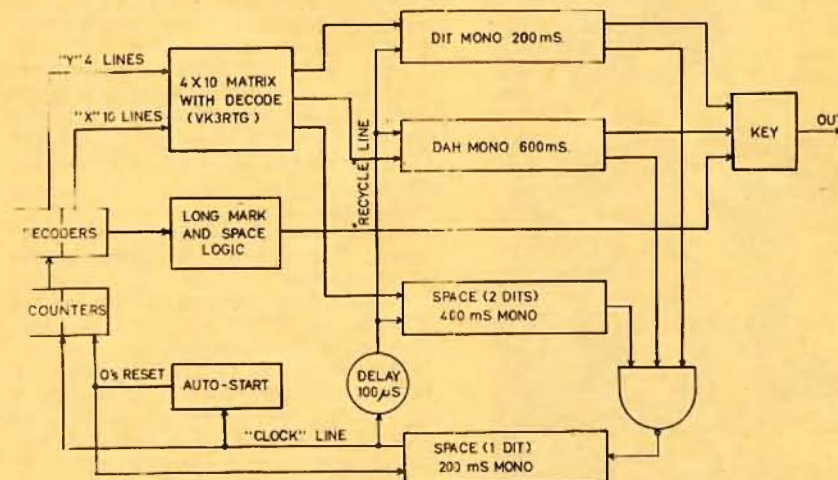 DIT MONO 200mS.
"Y" 4 LINES
4 X 10 MATRIX
WITH DECODE
(VK3RTG)
"X" 10 LINES
KEY
OUT
DAH MONO 600mS.
"RECYCLE" LINE
LONG MARK
AND SPACE
LOGIC
ECODERS
SPACE (2 DITS)
400 mS MONO
COUNTERS
O's RESET
AUTO-START
DELAY
100µS
"CLOCK" LINE
SPACE (1 DIT)
200 mS MONO